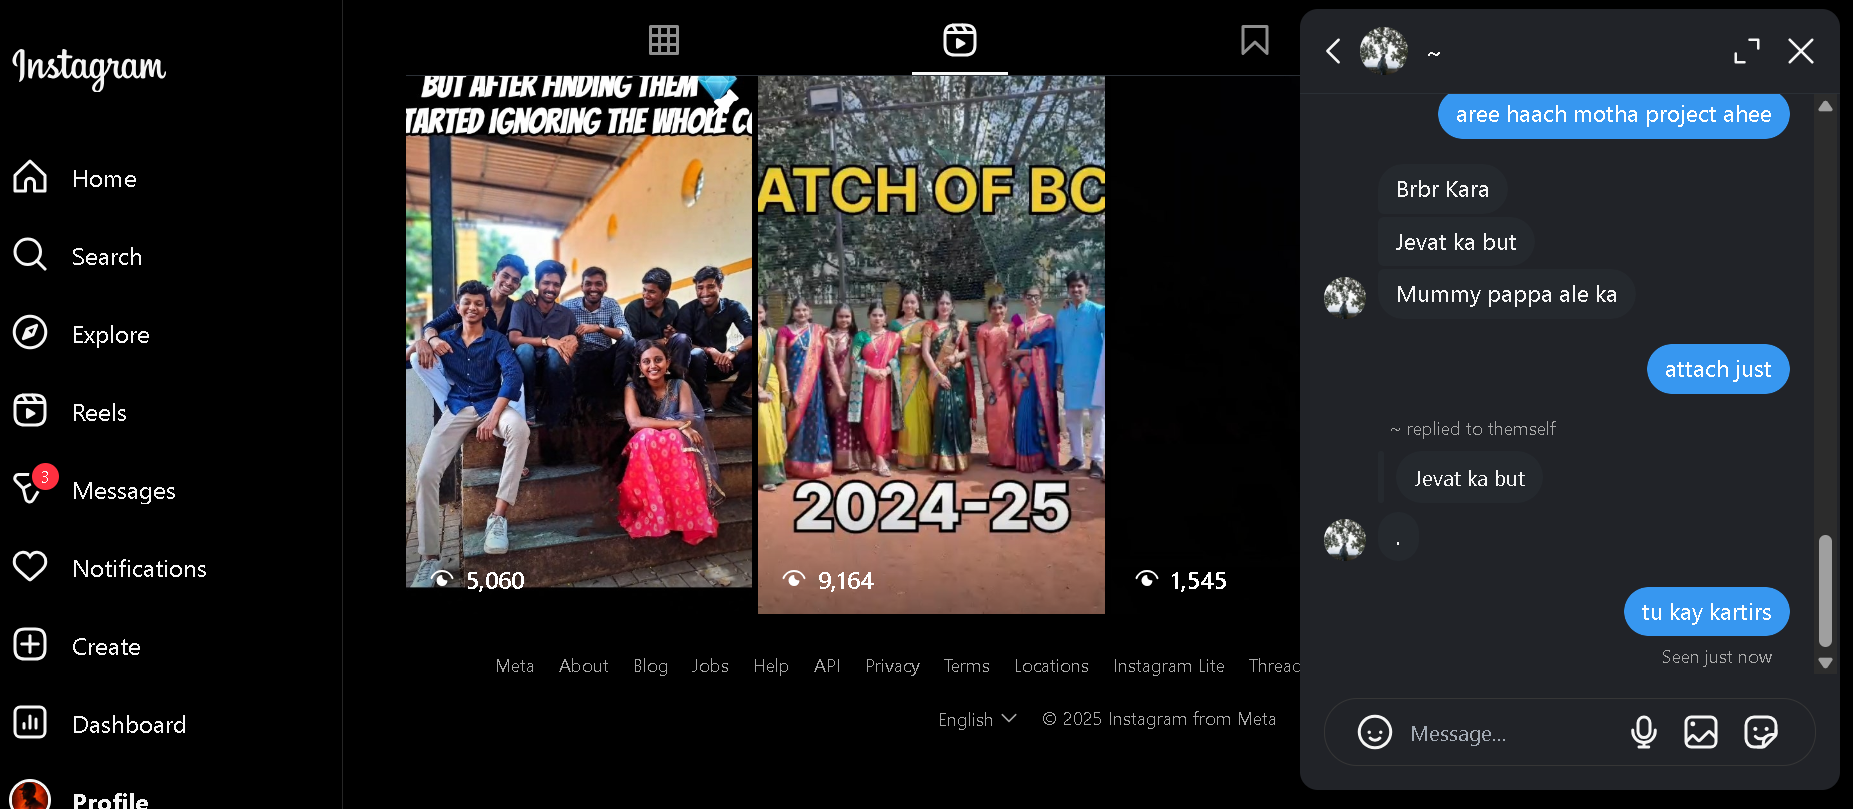 Instagram
Home
Search
Explore
Reels
3
Messages
Notifications
Create
Dashboard
Profile
BUT AFTER FINDING THEM
TARTED IGNORING THE WHOLE
5,060
ATCH OF BC
2024-25
9,164
1,545
Meta About Blog Jobs Help API Privacy Terms Locations Instagram Lite Threac
English © 2025 Instagram from Meta
~
aree haach motha project ahee
Brbr Kara
Jevat ka but
Mummy pappa ale ka
attach just
~ replied to themself
Jevat ka but
.
tu kay kartirs
Seen just now
Message...